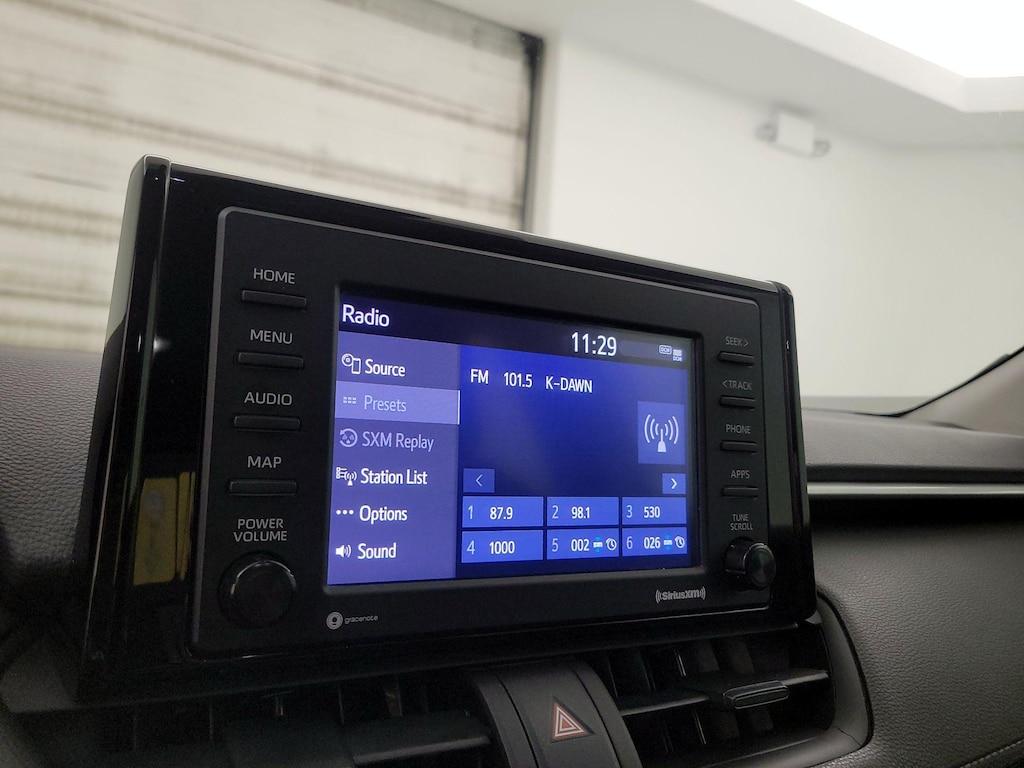 HOME
MENU
AUDIO
MAP
POWER
VOLUME
Radio
11:29
DCM
Source
Presets
SXM Replay
Station List
••• Options
Sound
FM 101.5 K-DAWN
<
>
1 87.9
2 98.1
3 530
4 1000
5 002
6 026
SEEK >
< TRACK
PHONE
APPS
TUNE
SCROLL
gracenote
SiriusXM